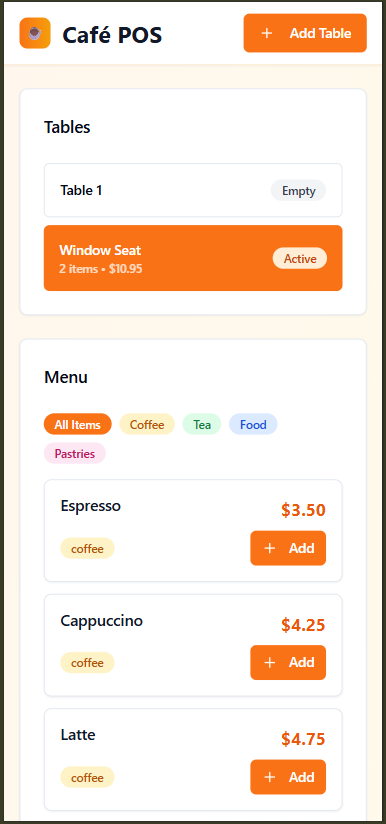 Café POS
+ Add Table
Tables
Table 1
Empty
Window Seat
2 items • $10.95
Active
Menu
All Items Coffee Tea Food
Pastries
Espresso
$3.50
coffee
+ Add
Cappuccino
$4.25
coffee
+ Add
Latte
$4.75
coffee
+ Add